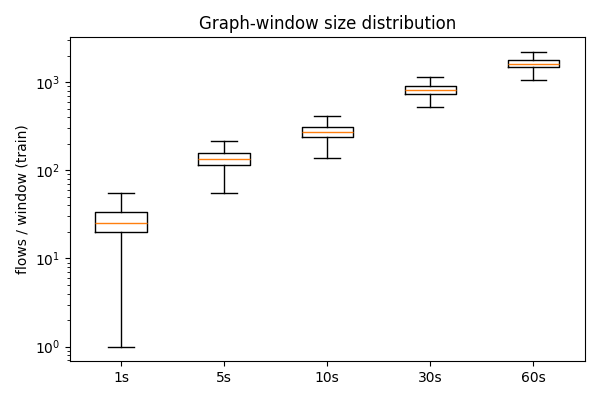 Graph-window size distribution
flows / window (train)
10³
10²
10¹
10⁰
1s 5s 10s 30s 60s